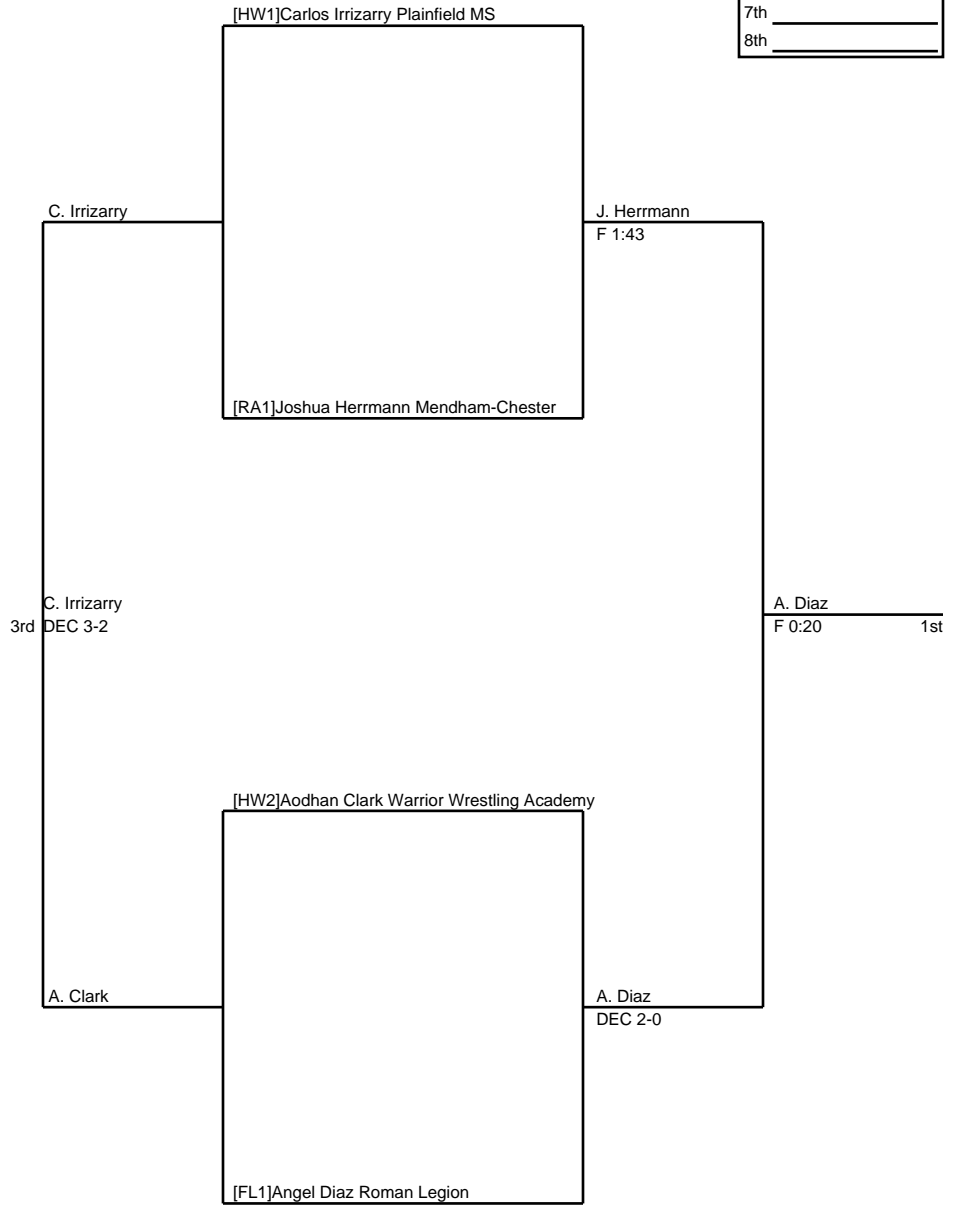 [HW1]Carlos Irrizarry Plainfield MS
7th
8th
C. Irrizarry
J. Herrmann
F 1:43
[RA1]Joshua Herrmann Mendham-Chester
C. Irrizarry
A. Diaz
3rd DEC 3-2
F 0:20 1st
[HW2]Aodhan Clark Warrior Wrestling Academy
A. Clark
A. Diaz
DEC 2-0
[FL1]Angel Diaz Roman Legion